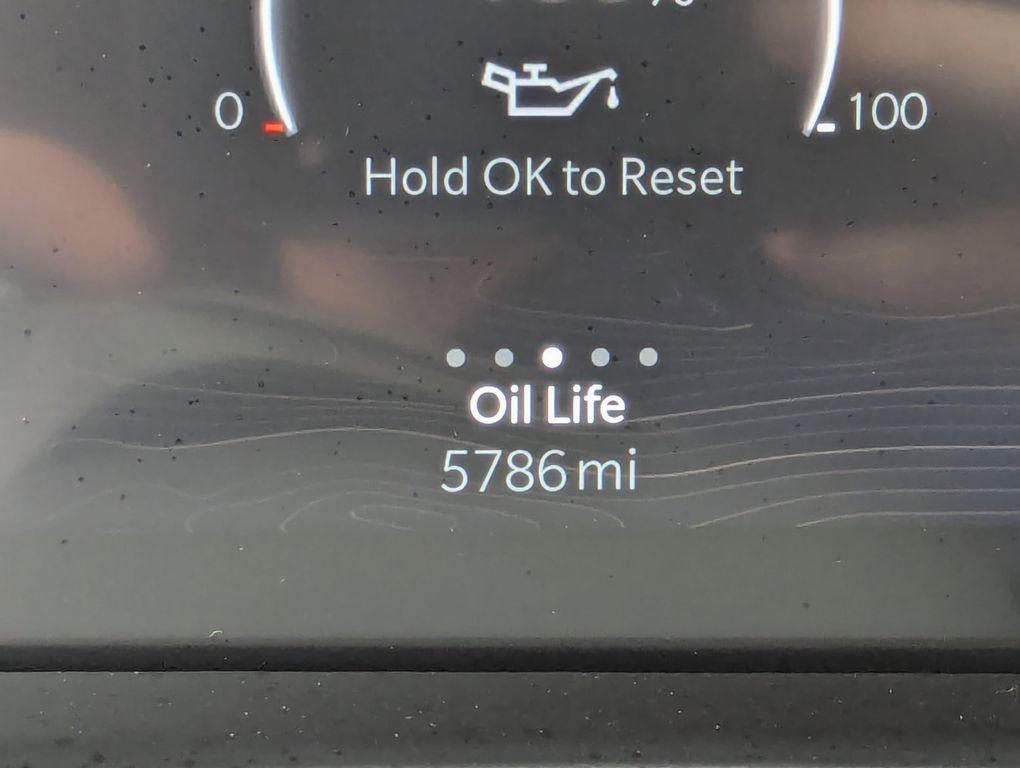 0
100
Hold OK to Reset
Oil Life
5786 mi